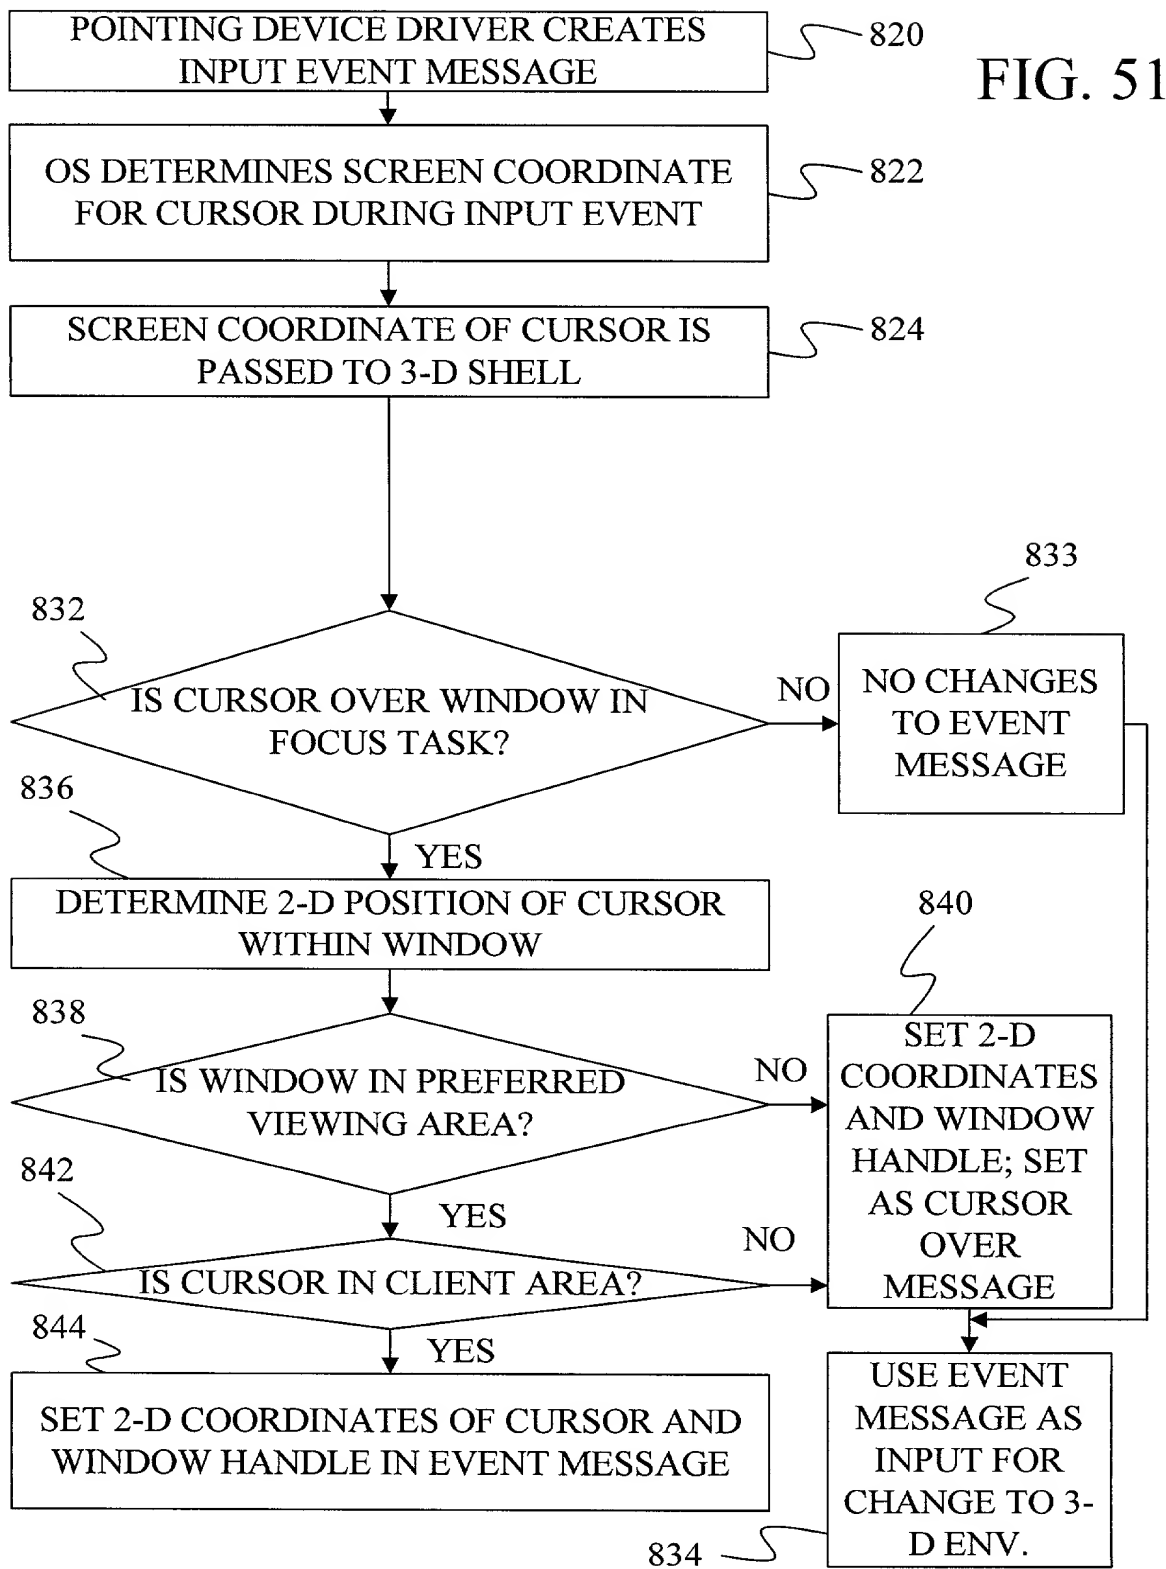 POINTING DEVICE DRIVER CREATES
INPUT EVENT MESSAGE
820
FIG. 51
OS DETERMINES SCREEN COORDINATE
FOR CURSOR DURING INPUT EVENT
822
SCREEN COORDINATE OF CURSOR IS
PASSED TO 3-D SHELL
824
832
IS CURSOR OVER WINDOW IN
FOCUS TASK?
NO
833
NO CHANGES
TO EVENT
MESSAGE
YES
836
DETERMINE 2-D POSITION OF CURSOR
WITHIN WINDOW
838
IS WINDOW IN PREFERRED
VIEWING AREA?
NO
840
SET 2-D
COORDINATES
AND WINDOW
HANDLE; SET
AS CURSOR
OVER
MESSAGE
YES
842
IS CURSOR IN CLIENT AREA?
NO
YES
844
SET 2-D COORDINATES OF CURSOR AND
WINDOW HANDLE IN EVENT MESSAGE
USE EVENT
MESSAGE AS
INPUT FOR
CHANGE TO 3-
D ENV.
834